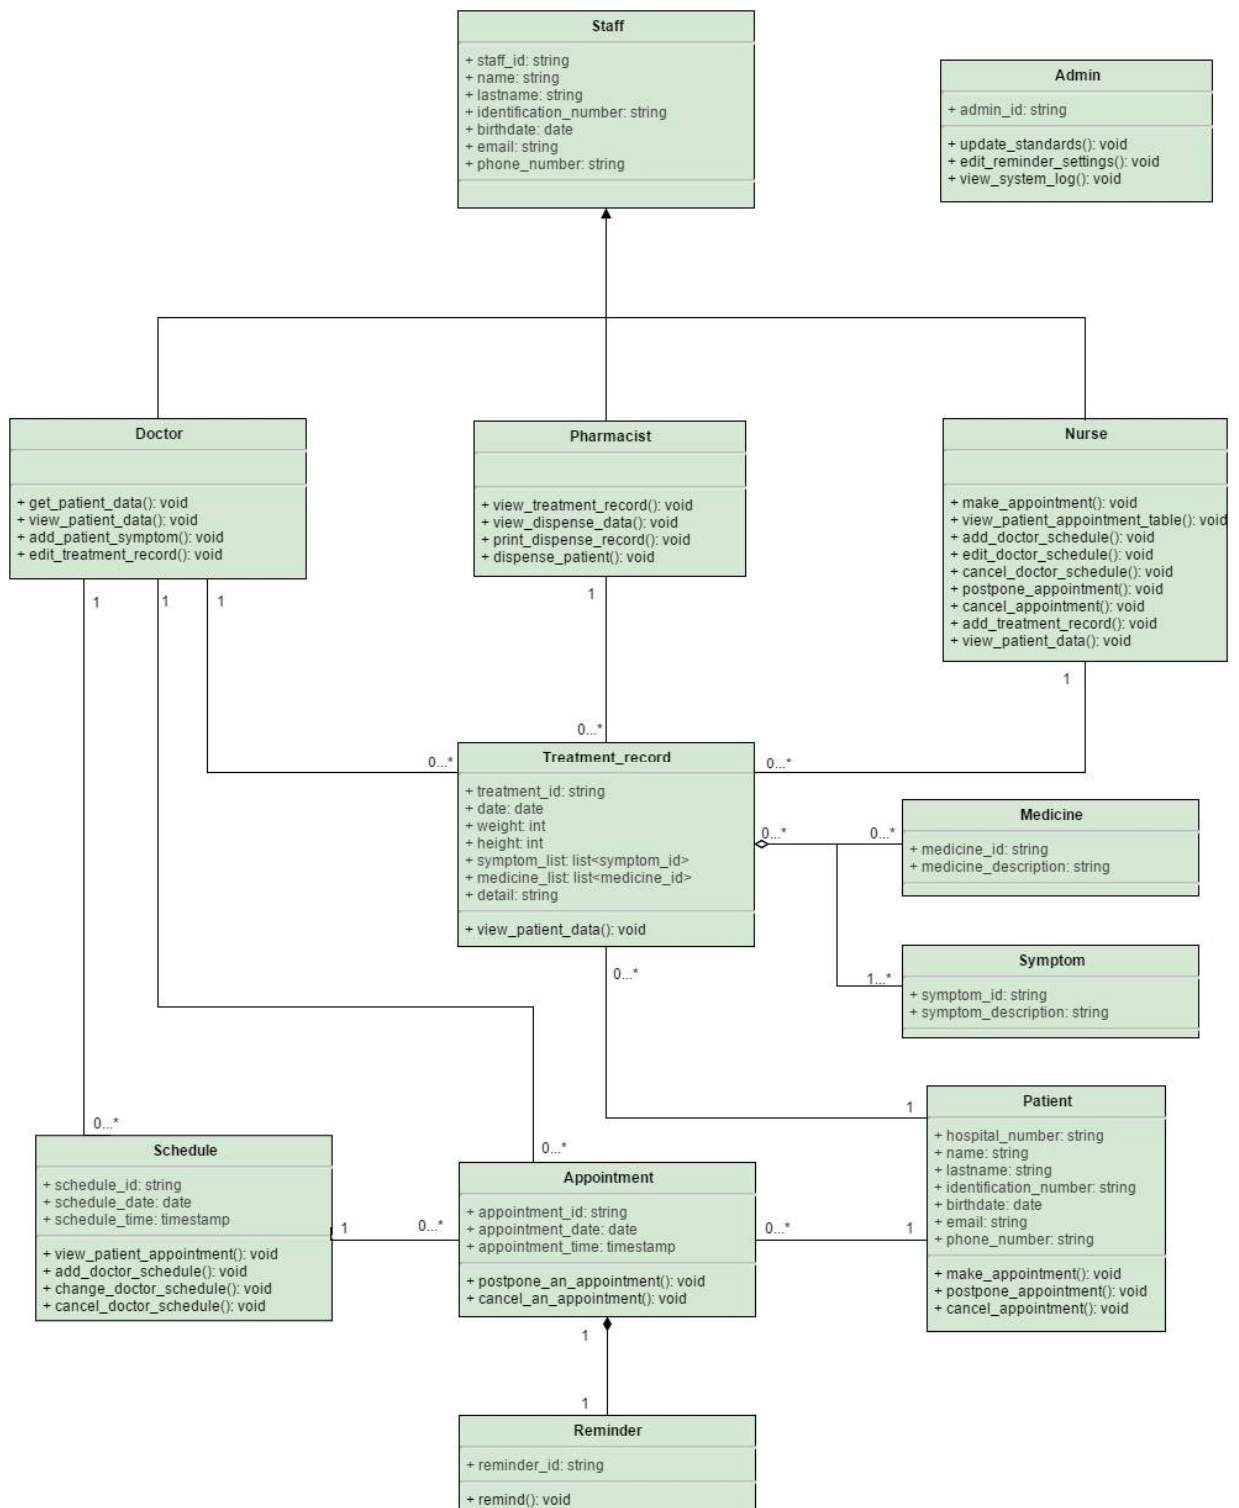 Staff
+ staff_id: string
+ name: string
+ lastname: string
+ identification_number: string
+ birthdate: date
+ email: string
+ phone_number: string
Admin
+ admin_id: string
+ update_standards(): void
+ edit_reminder_settings(): void
+ view_system_log(): void
Doctor
+ get_patient_data(): void
+ view_patient_data(): void
+ add_patient_symptom(): void
+ edit_treatment_record(): void
Pharmacist
+ view_treatment_record(): void
+ view_dispense_data(): void
+ print_dispense_record(): void
+ dispense_patient(): void
Nurse
+ make_appointment(): void
+ view_patient_appointment_table(): void
+ add_doctor_schedule(): void
+ edit_doctor_schedule(): void
+ cancel_doctor_schedule(): void
+ postpone_appointment(): void
+ cancel_appointment(): void
+ add_treatment_record(): void
+ view_patient_data(): void
1
1
1
1
1
0...*
0...*
0...*
Treatment_record
+ treatment_id: string
+ date: date
+ weight: int
+ height: int
+ symptom_list: list<symptom_id>
+ medicine_list: list<medicine_id>
+ detail: string
+ view_patient_data(): void
0...*
0...*
Medicine
+ medicine_id: string
+ medicine_description: string
1...*
Symptom
+ symptom_id: string
+ symptom_description: string
0...*
1
Patient
+ hospital_number: string
+ name: string
+ lastname: string
+ identification_number: string
+ birthdate: date
+ email: string
+ phone_number: string
+ make_appointment(): void
+ postpone_appointment(): void
+ cancel_appointment(): void
0...*
Schedule
+ schedule_id: string
+ schedule_date: date
+ schedule_time: timestamp
+ view_patient_appointment(): void
+ add_doctor_schedule(): void
+ change_doctor_schedule(): void
+ cancel_doctor_schedule(): void
1
0...*
0...*
Appointment
+ appointment_id: string
+ appointment_date: date
+ appointment_time: timestamp
+ postpone_an_appointment(): void
+ cancel_an_appointment(): void
0...*
1
1
1
Reminder
+ reminder_id: string
+ remind(): void